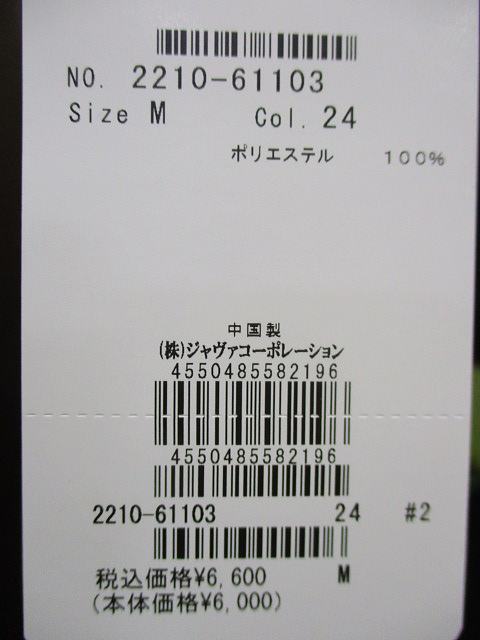 NO. 2210-61103
Size M Col. 24
ポリエステル 100%
中国製
(株)ジャヴァコーポレーション
4550485582196
4550485582196
2210-61103 24 #2
税込価格¥6,600 M
(本体価格¥6,000)